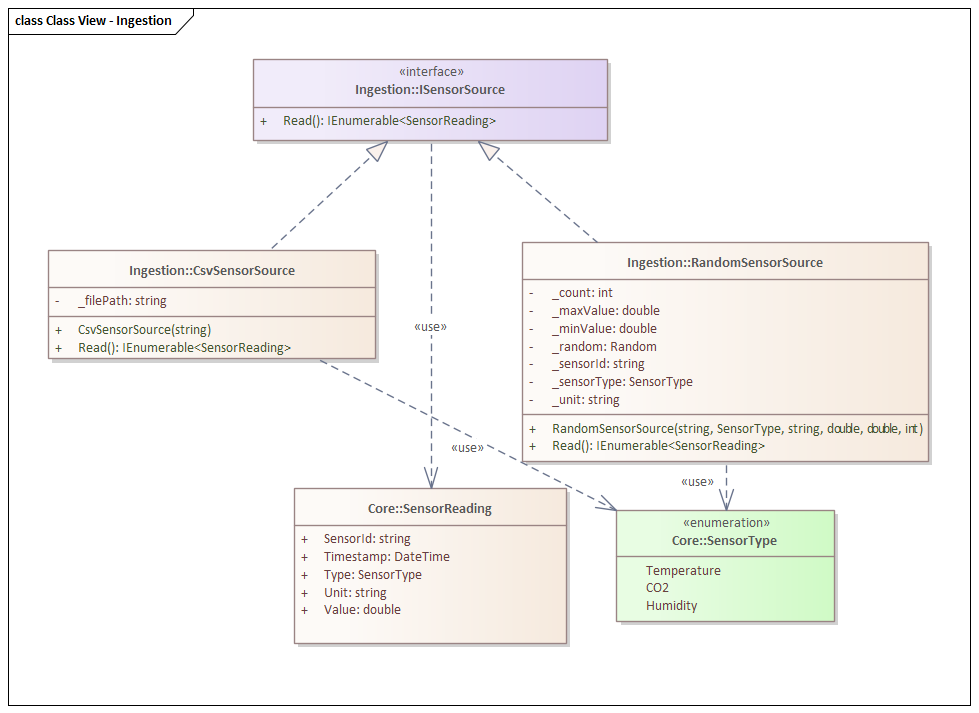 class Class View - Ingestion
«interface»
Ingestion::ISensorSource
+ Read(): IEnumerable<SensorReading>
Ingestion::CsvSensorSource
- _filePath: string
+ CsvSensorSource(string)
+ Read(): IEnumerable<SensorReading>
Ingestion::RandomSensorSource
- _count: int
- _maxValue: double
- _minValue: double
- _random: Random
- _sensorId: string
- _sensorType: SensorType
- _unit: string
+ RandomSensorSource(string, SensorType, string, double, double, int)
+ Read(): IEnumerable<SensorReading>
«use»
«use»
«use»
Core::SensorReading
+ SensorId: string
+ Timestamp: DateTime
+ Type: SensorType
+ Unit: string
+ Value: double
«enumeration»
Core::SensorType
Temperature
CO2
Humidity